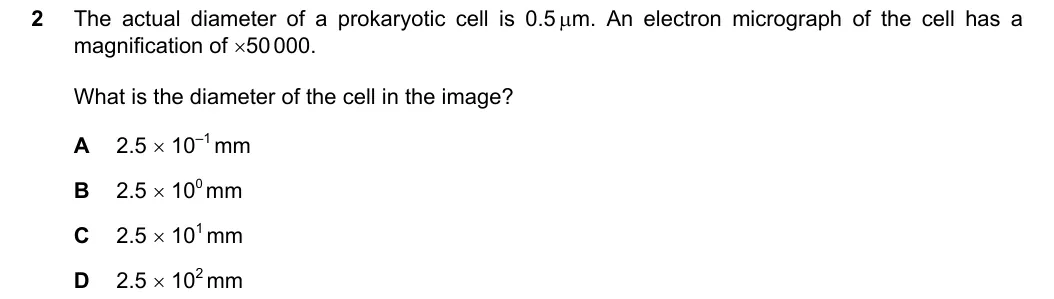 2 The actual diameter of a prokaryotic cell is 0.5 μm. An electron micrograph of the cell has a
magnification of ×50 000.
What is the diameter of the cell in the image?
A 2.5 × 10⁻¹ mm
B 2.5 × 10⁰ mm
C 2.5 × 10¹ mm
D 2.5 × 10² mm